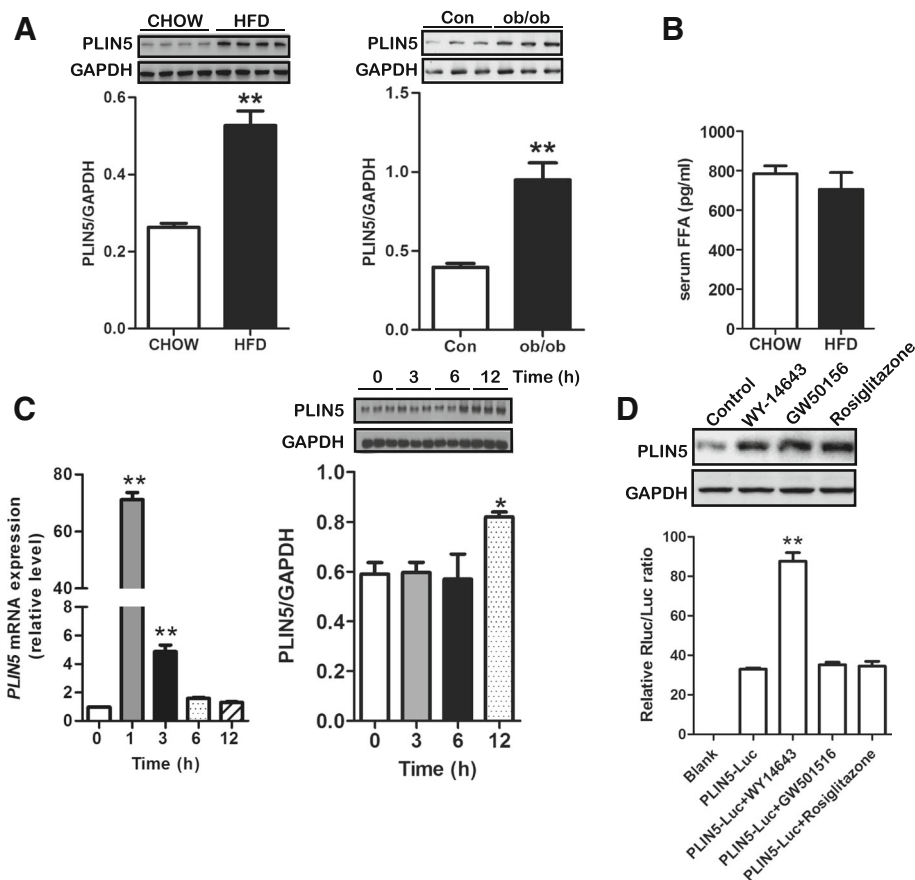 A
CHOW HFD
PLIN5
GAPDH
PLIN5/GAPDH
0.6
0.4
0.2
0.0
**
CHOW HFD
Con ob/ob
PLIN5
GAPDH
PLIN5/GAPDH
1.5
1.0
0.5
0.0
**
Con ob/ob
B
serum FFA (pg/ml)
1000
800
600
400
200
0
CHOW HFD
C
PLIN5 mRNA expression
(relative level)
80
60
40
8
6
4
2
0
**
**
0 1 3 6 12
Time (h)
0 3 6 12 Time (h)
PLIN5
GAPDH
PLIN5/GAPDH
1.0
0.8
0.6
0.4
0.2
0.0
*
0 3 6 12
Time (h)
D
Control
WY-14643
GW50156
Rosiglitazone
PLIN5
GAPDH
Relative Rluc/Luc ratio
100
80
60
40
20
0
**
Blank
PLIN5-Luc
PLIN5-Luc+WY14643
PLIN5-Luc+GW501516
PLIN5-Luc+Rosiglitazone